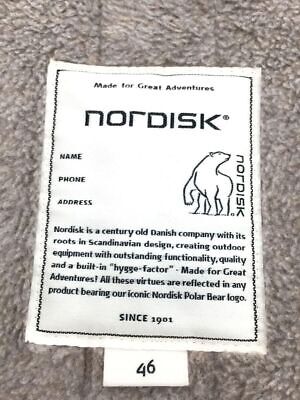 Made for Great Adventures
norDISK®
NAME
PHONE
ADDRESS
norDISK
Nordisk is a century old Danish company with its
roots in Scandinavian design, creating outdoor
equipment with outstanding functionality, quality
and a built-in "hygge-factor" - Made for Great
Adventures! All these virtues are reflected in any
product bearing our iconic Nordisk Polar Bear logo.
SINCE 1901
46